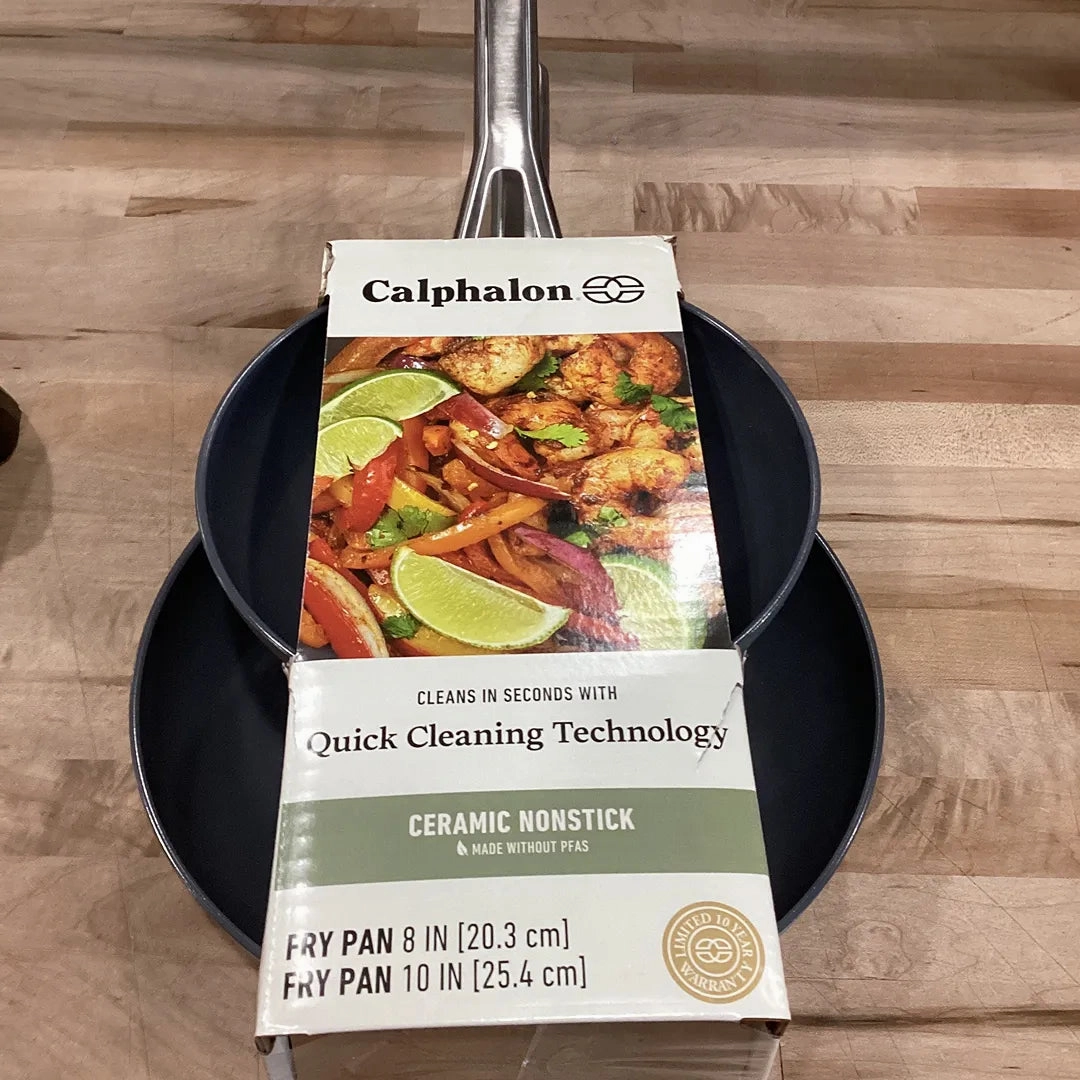 Calphalon
CLEANS IN SECONDS WITH
Quick Cleaning Technology
CERAMIC NONSTICK
MADE WITHOUT PFAS
FRY PAN 8 IN [20.3 cm]
FRY PAN 10 IN [25.4 cm]
LIMITED 10 YEAR
WARRANTY